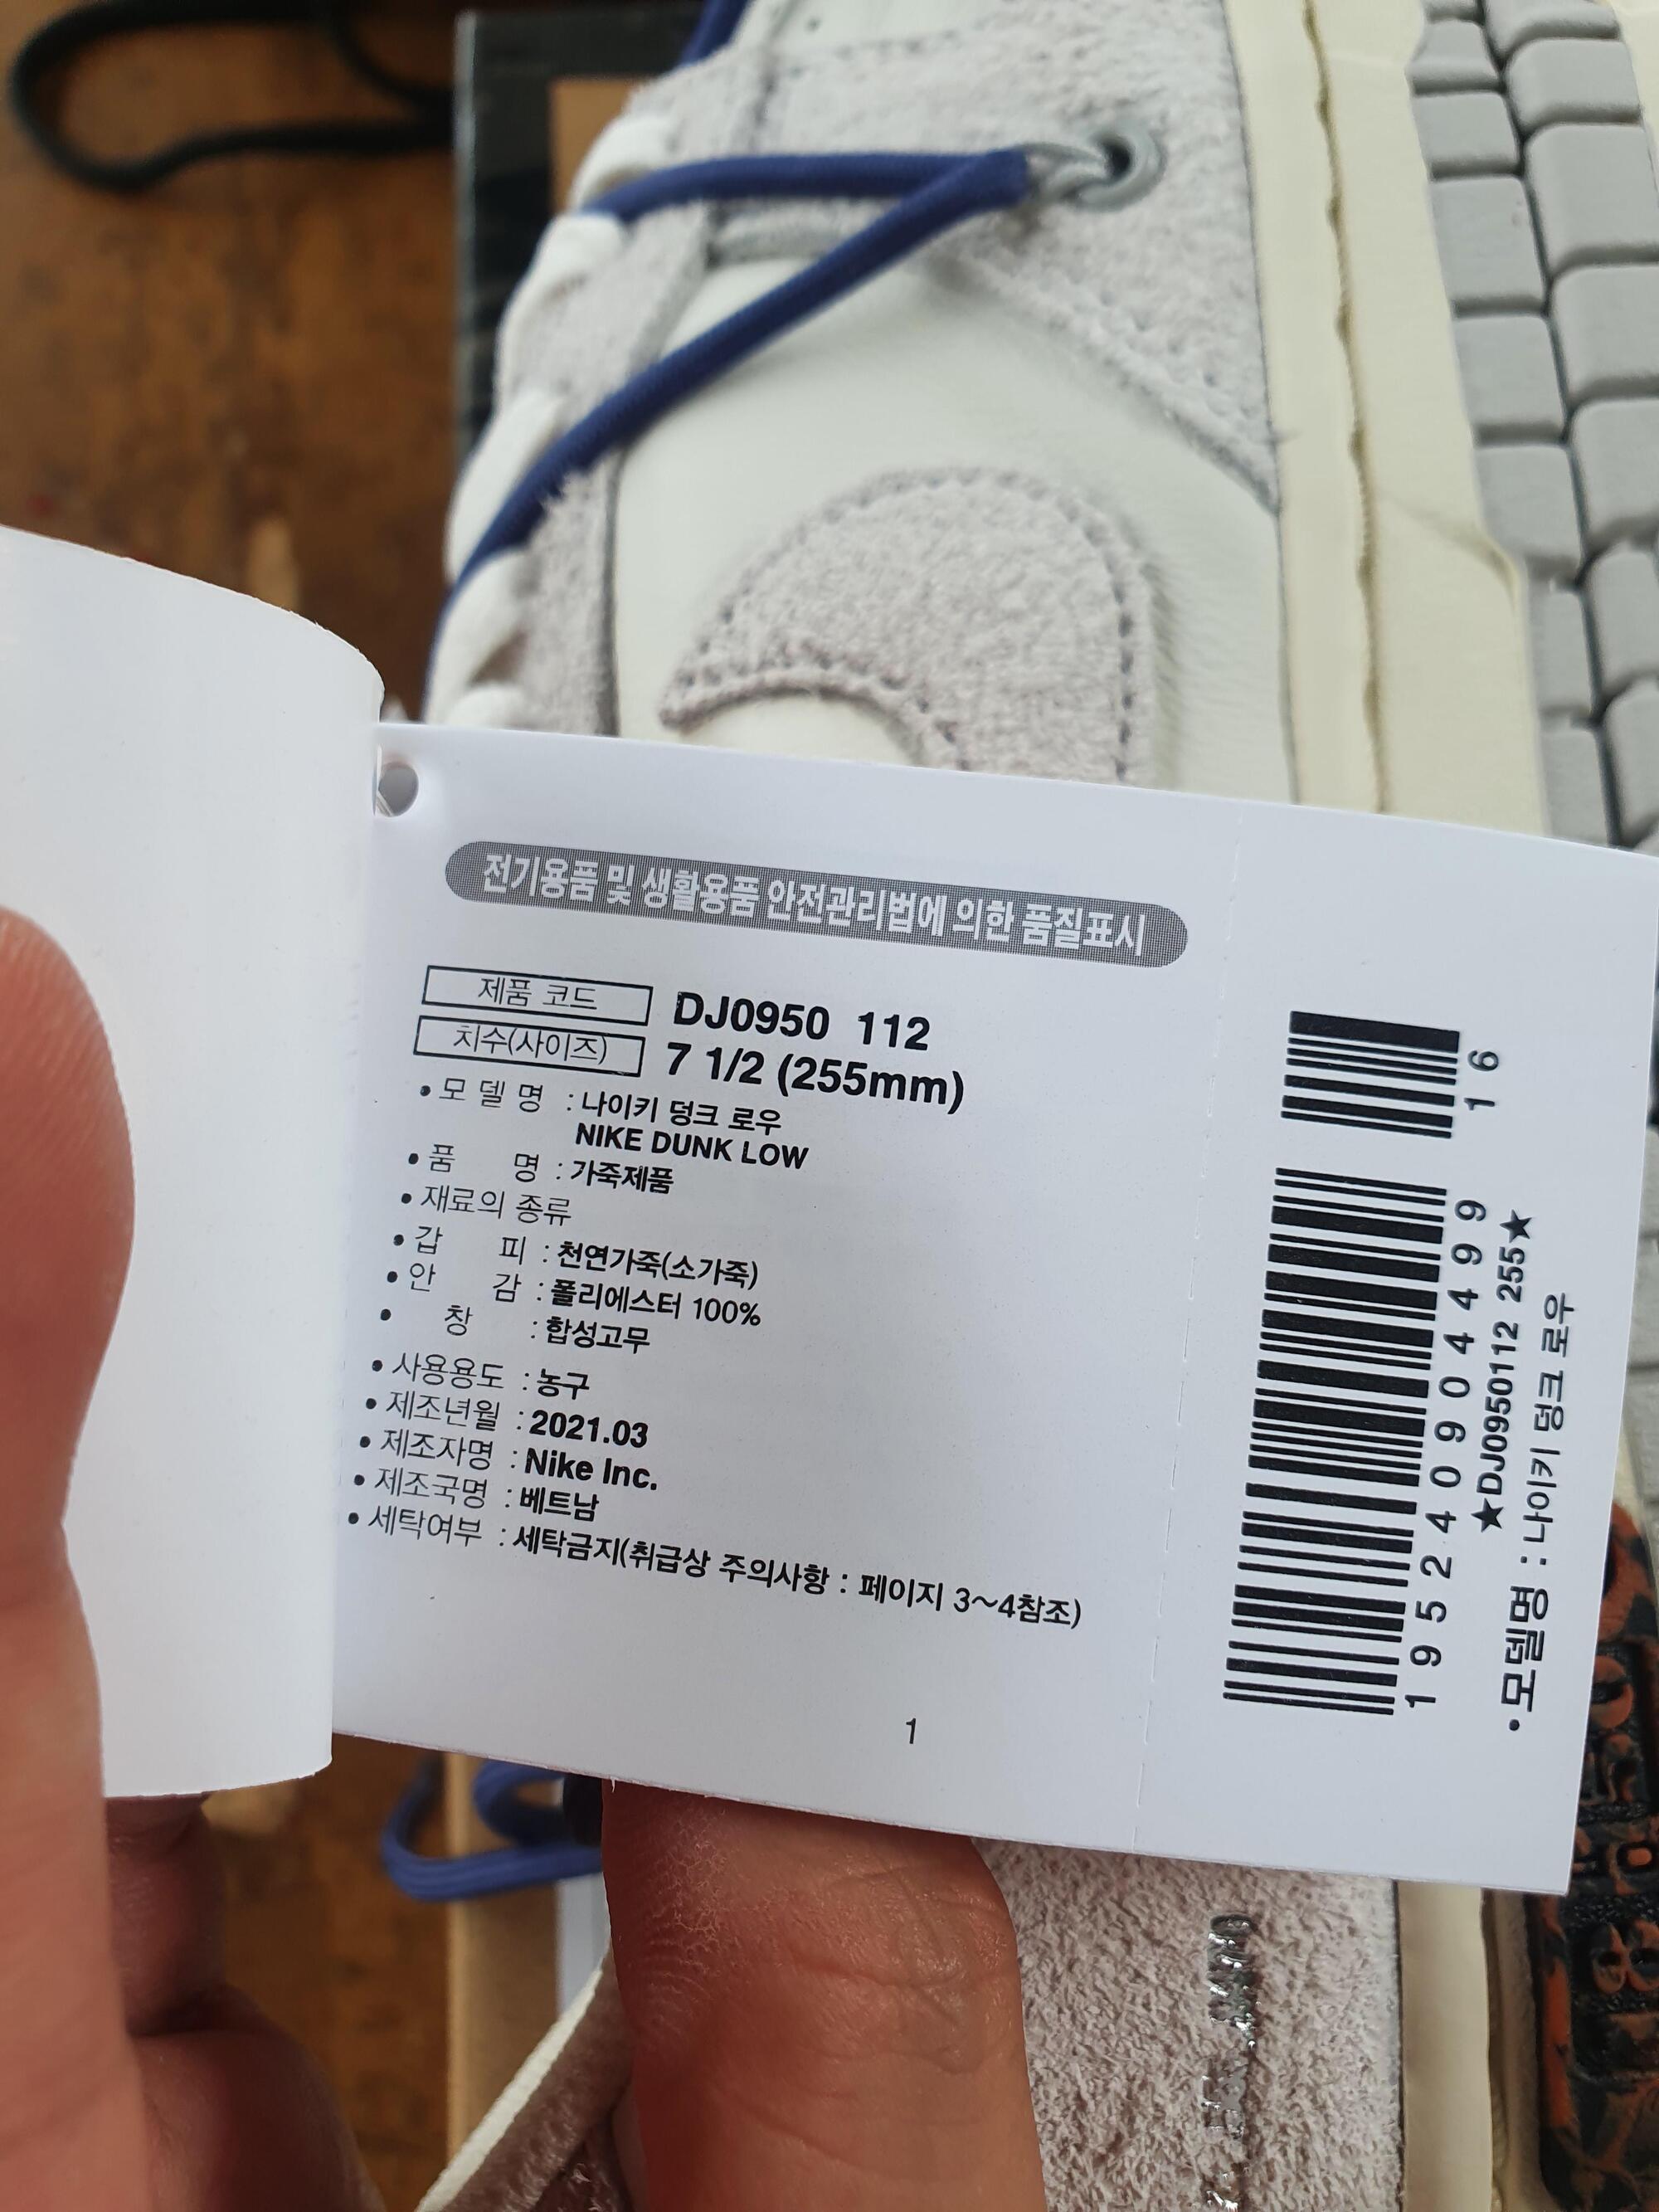 전기용품 및 생활용품 안전관리법에 의한 품질표시
제품 코드 DJ0950 112
치수(사이즈) 7 1/2 (255mm)
• 모 델 명 : 나이키 덩크 로우
NIKE DUNK LOW
• 품 명 : 가죽제품
• 재료의 종류
• 갑 피 : 천연가죽(소가죽)
• 안 감 : 폴리에스터 100%
• 창 : 합성고무
• 사용용도 : 농구
• 제조년월 : 2021.03
• 제조자명 : Nike Inc.
• 제조국명 : 베트남
• 세탁여부 : 세탁금지(취급상 주의사항 : 페이지 3~4참조)
1
195240904499 16
★DJ0950112 255★
•모델명 : 나이키 덩크 로우